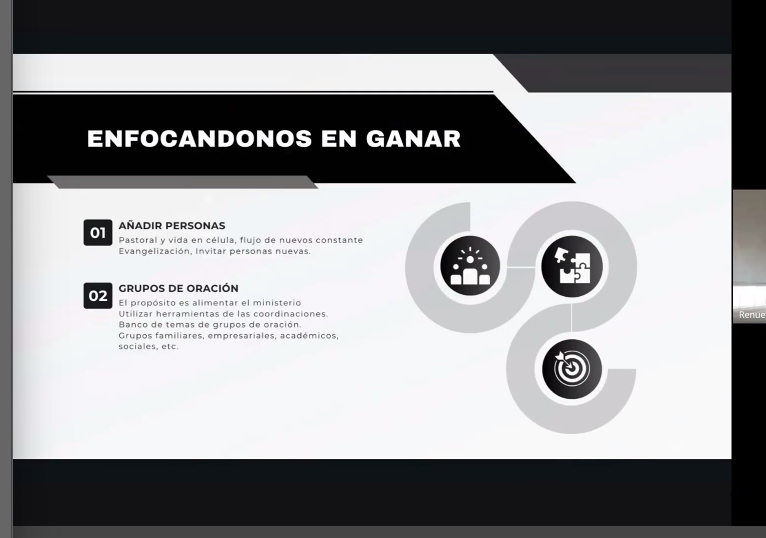 ENFOCANDONOS EN GANAR
01
AÑADIR PERSONAS
Pastoral y vida en célula, flujo de nuevos constante
Evangelización, Invitar personas nuevas.
02
GRUPOS DE ORACIÓN
El propósito es alimentar el ministerio
Utilizar herramientas de las coordinaciones.
Banco de temas de grupos de oración.
Grupos familiares, empresariales, académicos,
sociales, etc.
Renue